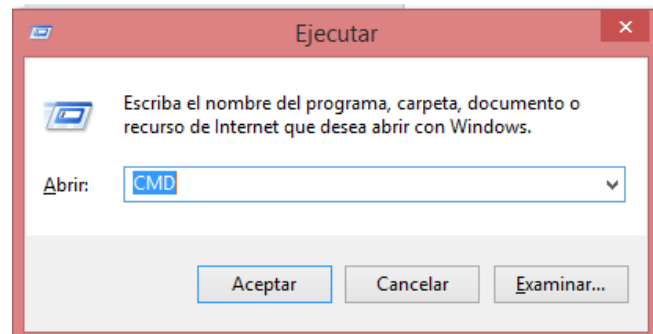 Ejecutar
Escriba el nombre del programa, carpeta, documento o
recurso de Internet que desea abrir con Windows.
Abrir: CMD
Aceptar Cancelar Examinar...